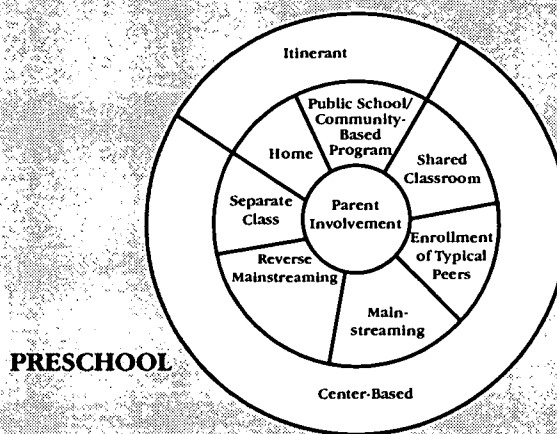 Itinerant
Public School/
Community-
Based
Program
Home
Shared
Classroom
Separate
Class
Parent
Involvement
Enrollment
of Typical
Peers
Reverse
Mainstreaming
Main-
streaming
PRESCHOOL
Center-Based